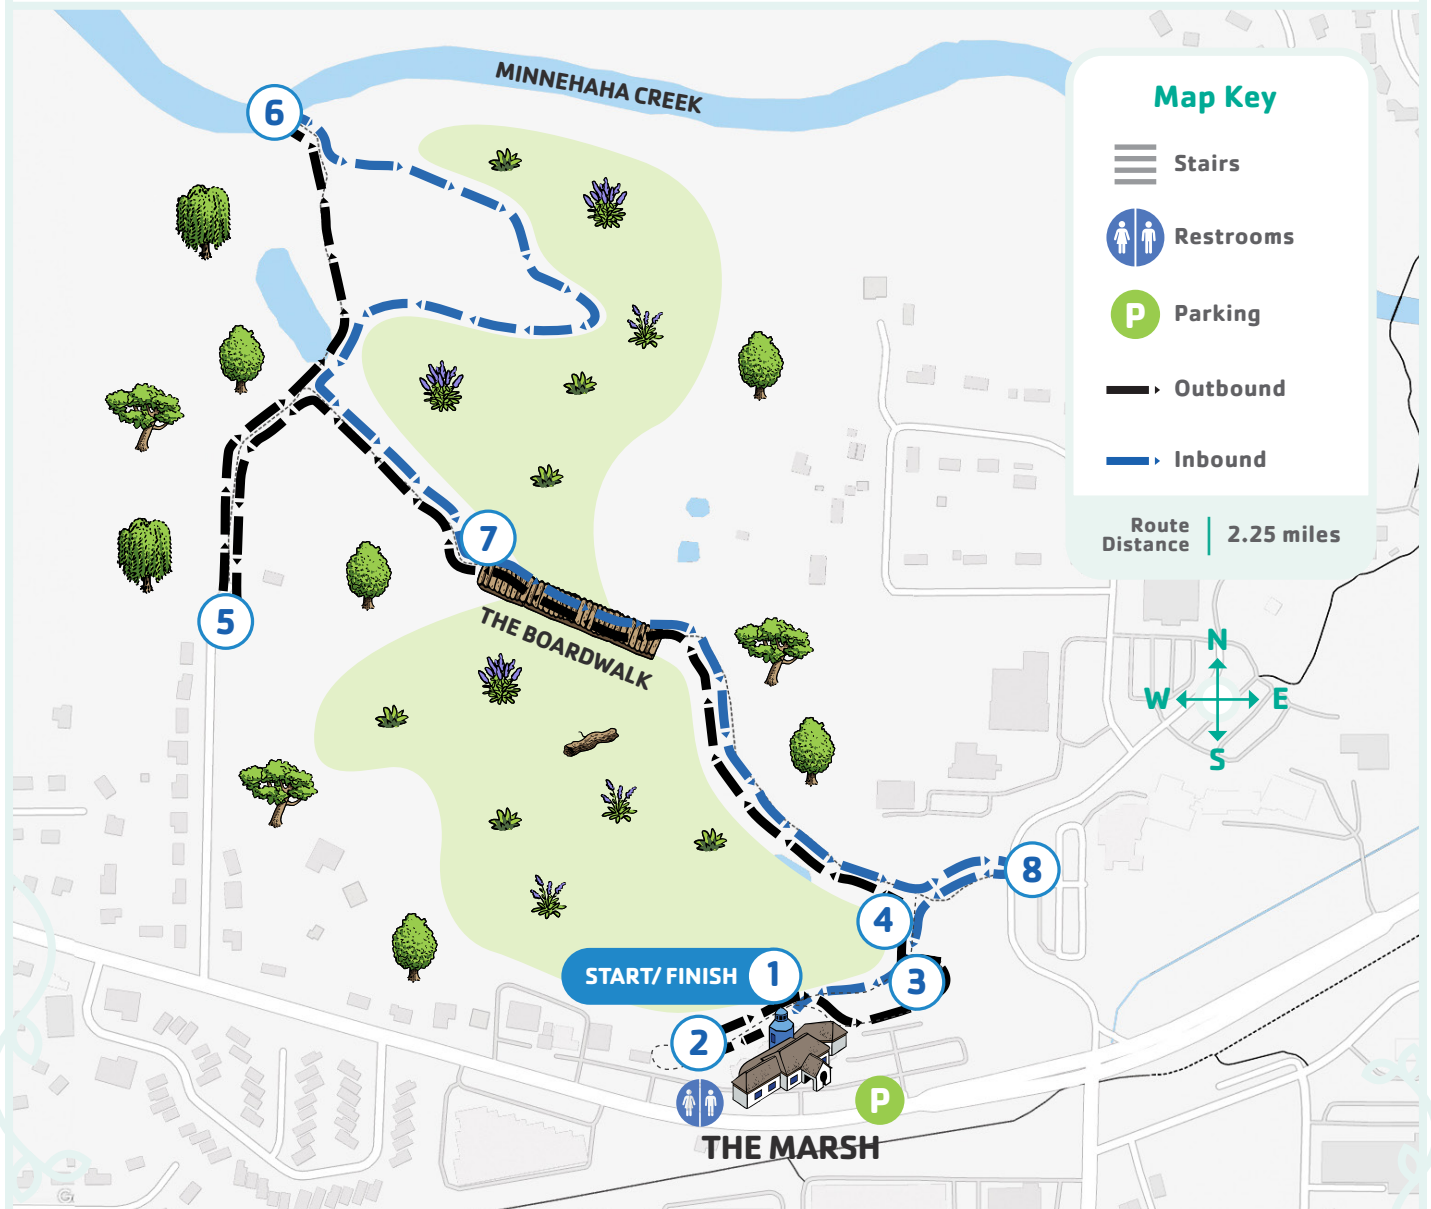 6
MINNEHAHA CREEK
Map Key
Stairs
Restrooms
P
Parking
Outbound
Inbound
Route
Distance
2.25 miles
7
5
THE BOARDWALK
N
W
E
S
8
4
START/ FINISH
1
3
2
P
THE MARSH